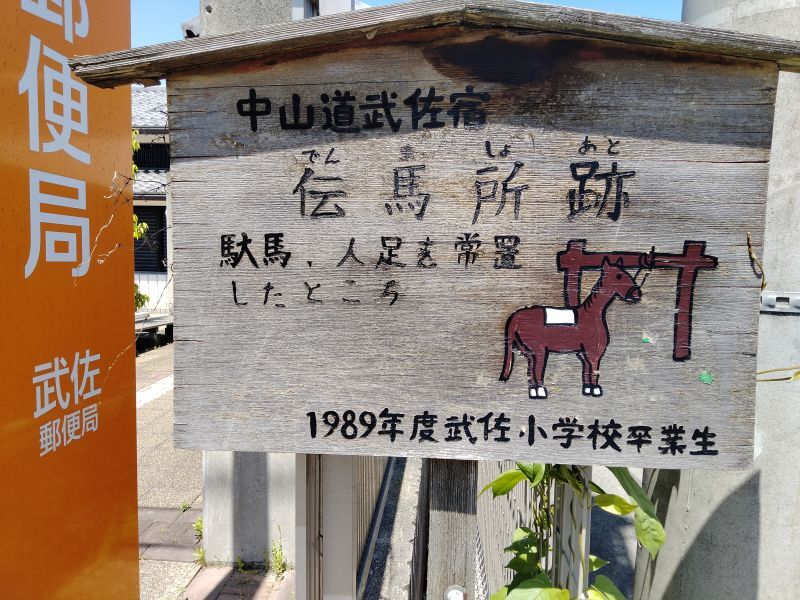 郵便局
武佐
郵便局
中山道武佐宿
でん ま しょ あと
伝馬所跡
駄馬、人足を常置
したところ
1989年度武佐小学校卒業生